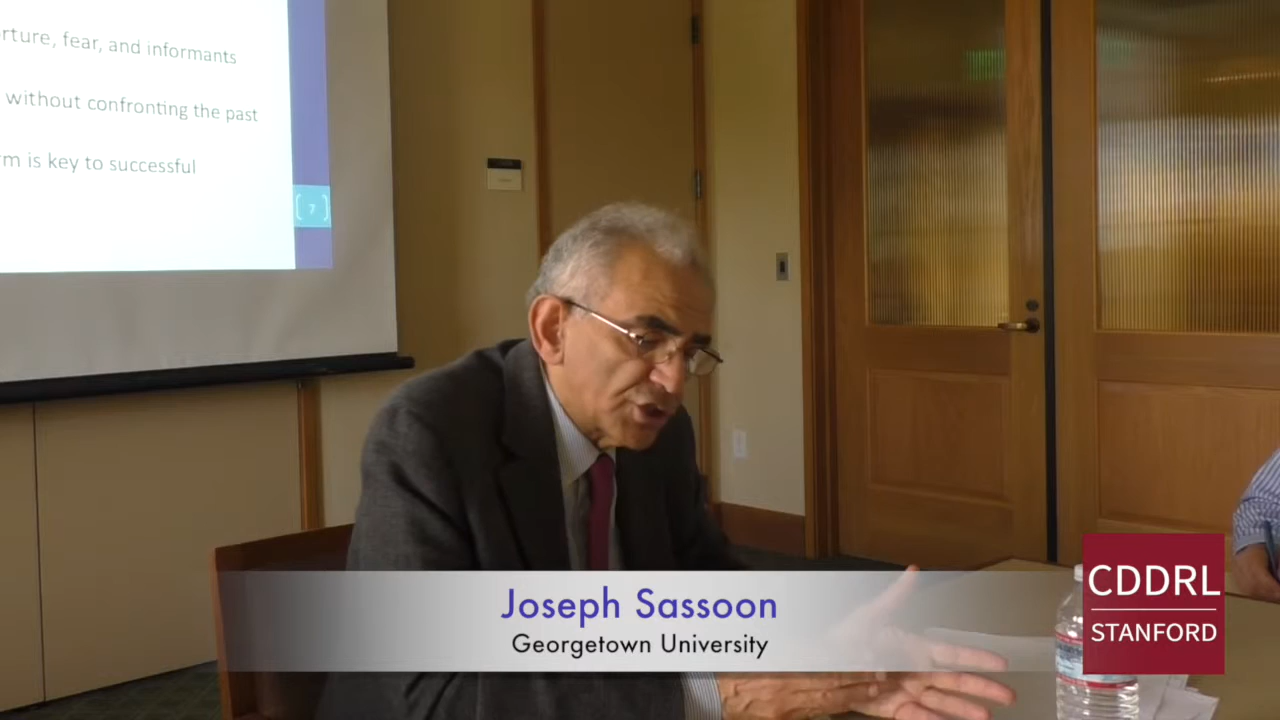 rture, fear, and informants
without confronting the past
rm is key to successful
[ 7 ]
Joseph Sassoon
Georgetown University
CDDRL
STANFORD